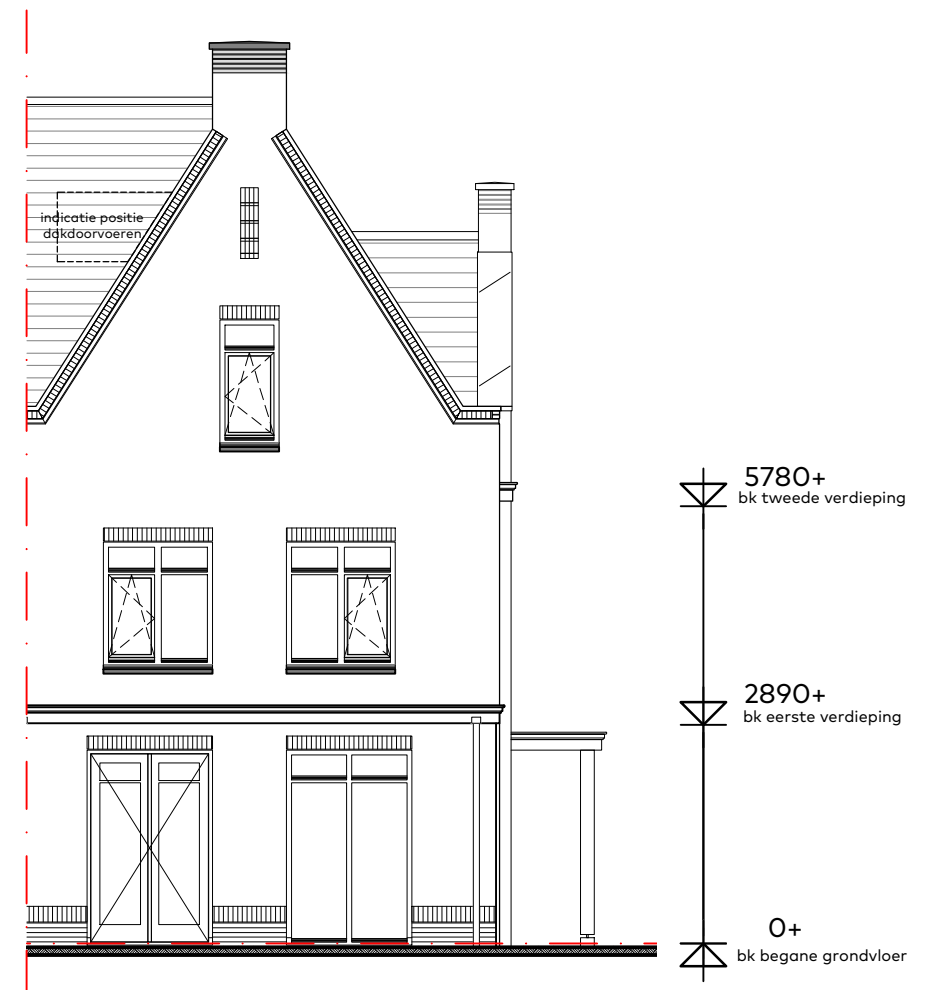 indicatie positie
dakdoorvoeren
5780+
bk tweede verdieping
2890+
bk eerste verdieping
0+
bk begane grondvloer